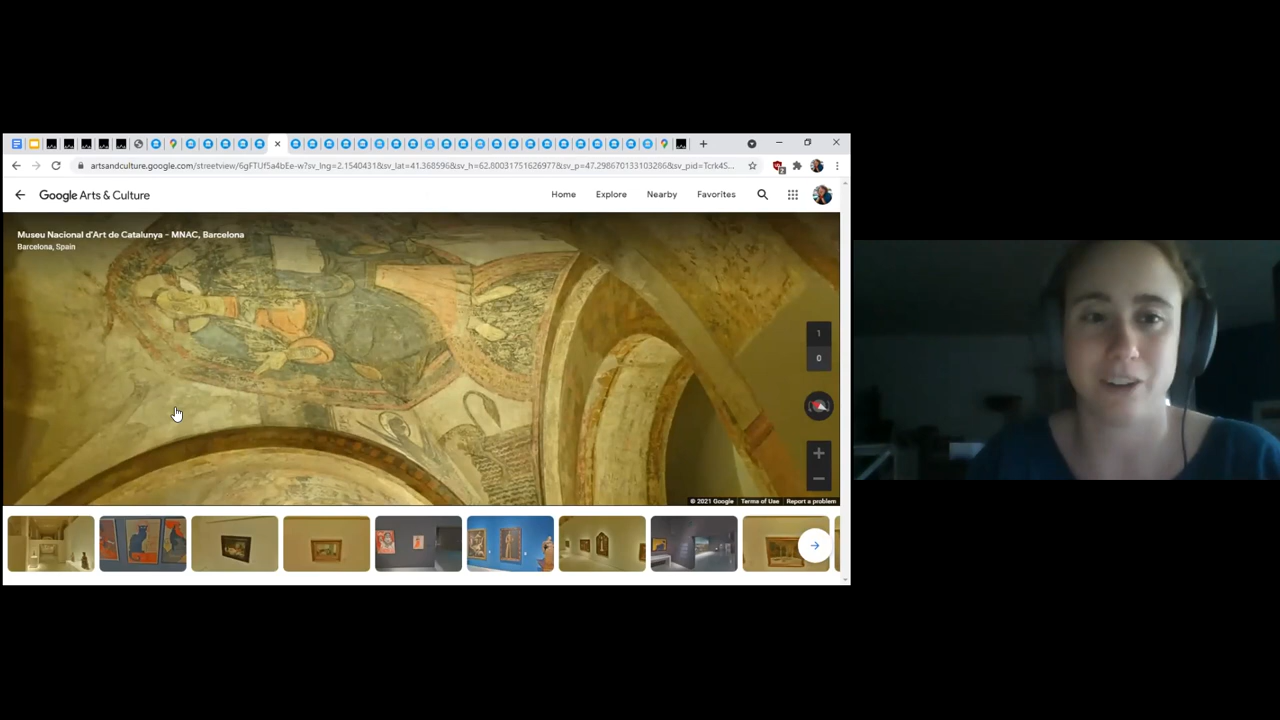 artsandculture.google.com/streetview/6gFTUf5a4bEe-w?sv_lng=2.1540431&sv_lat=41.368596&sv_h=62.80031751626977&sv_p=47.298670133103286&sv_pid=Tcrk4S...
Google Arts & Culture
Home
Explore
Nearby
Favorites
Museu Nacional d'Art de Catalunya - MNAC, Barcelona
Barcelona, Spain
1
0
© 2021 Google
Terms of Use
Report a problem